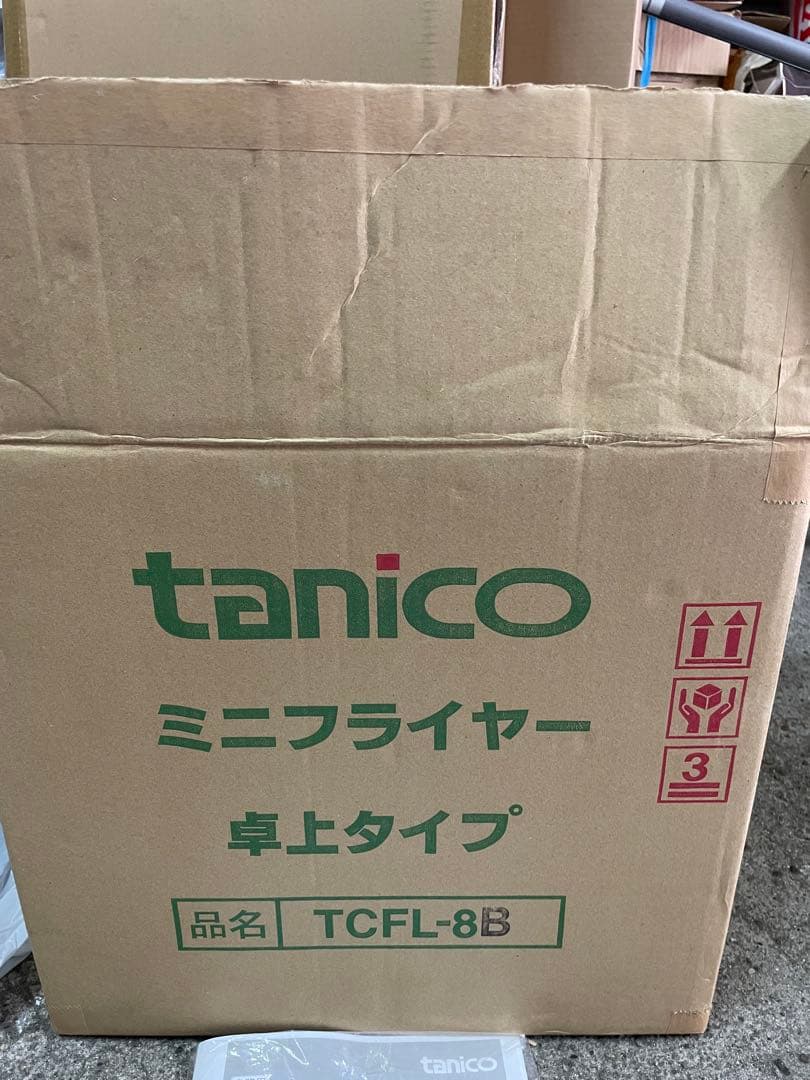 tanico
ミニフライヤー
卓上タイプ
品名 TCFL-8B
3
tanico